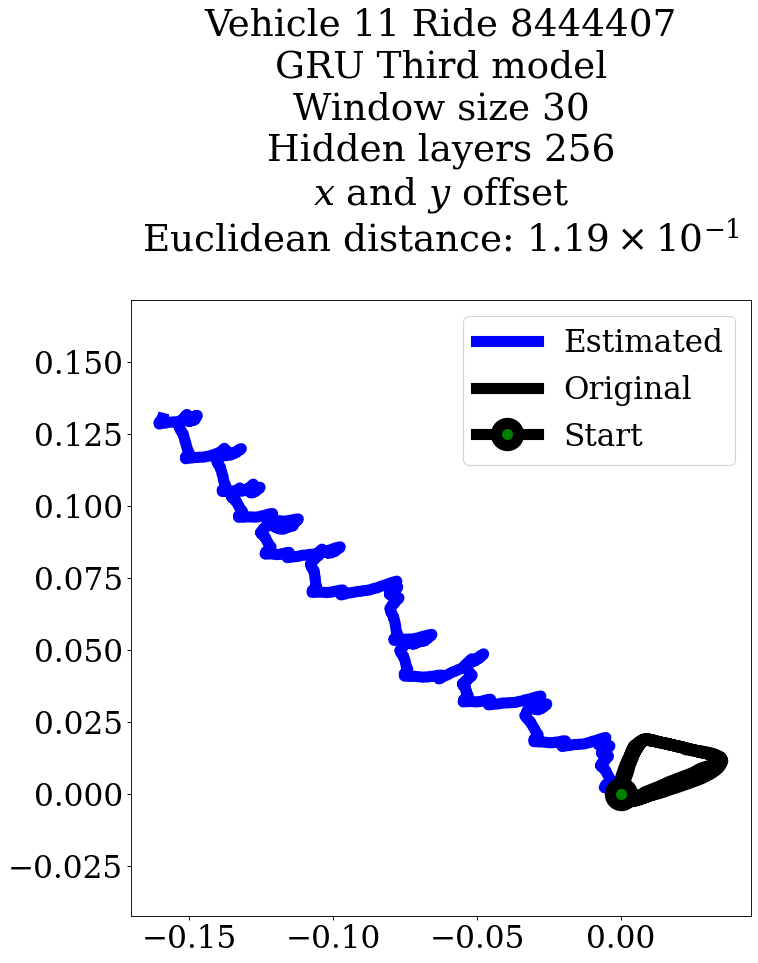 Vehicle 11 Ride 8444407
GRU Third model
Window size 30
Hidden layers 256
x and y offset
Euclidean distance: 1.19 × 10⁻¹
Estimated
Original
Start
0.150
0.125
0.100
0.075
0.050
0.025
0.000
−0.025
−0.15 −0.10 −0.05 0.00